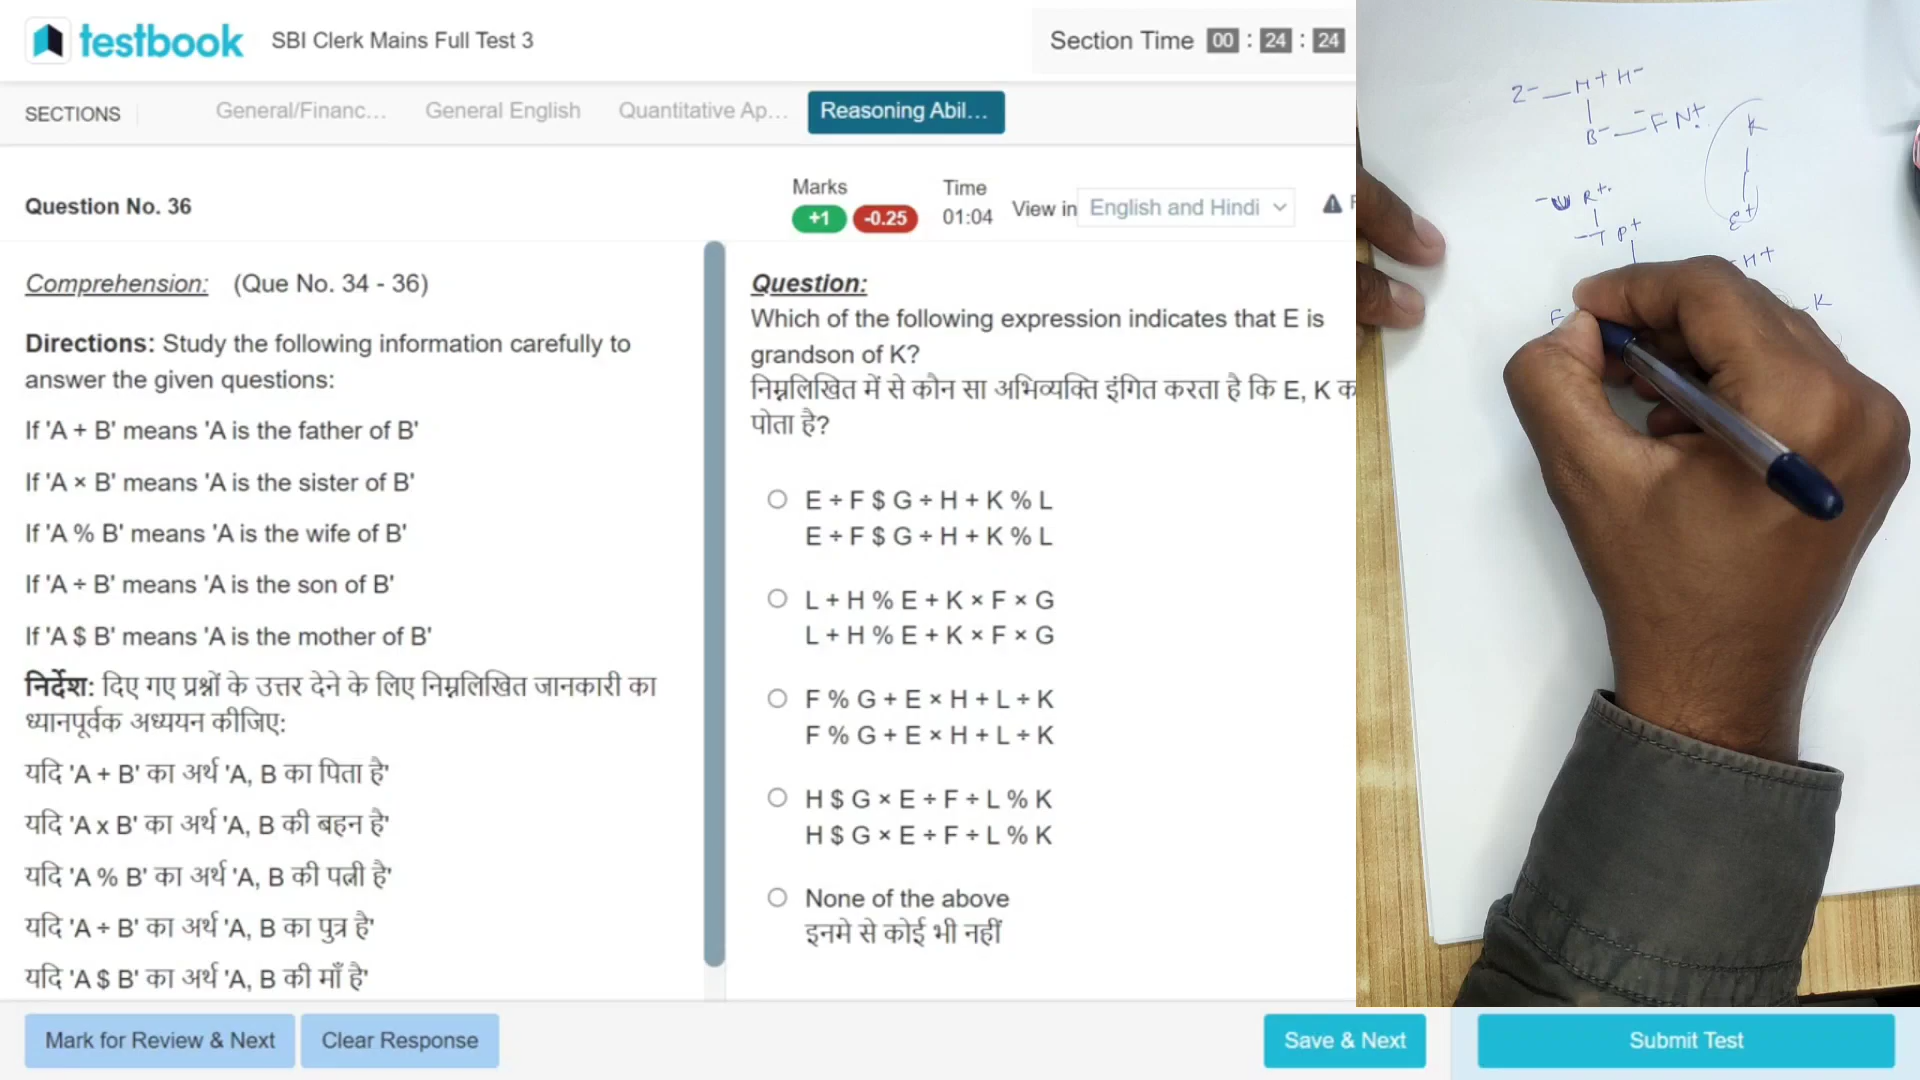 testbook
SBI Clerk Mains Full Test 3
Section Time 00 : 24 : 24
SECTIONS
General/Financ...
General English
Quantitative Ap...
Reasoning Abil...
Question No. 36
Marks
+1 -0.25
Time
01:04
View in English and Hindi
Comprehension: (Que No. 34 - 36)
Directions: Study the following information carefully to
answer the given questions:
If 'A + B' means 'A is the father of B'
If 'A × B' means 'A is the sister of B'
If 'A % B' means 'A is the wife of B'
If 'A ÷ B' means 'A is the son of B'
If 'A $ B' means 'A is the mother of B'
निर्देश: दिए गए प्रश्नों के उत्तर देने के लिए निम्नलिखित जानकारी का
ध्यानपूर्वक अध्ययन कीजिए:
यदि 'A + B' का अर्थ 'A, B का पिता है'
यदि 'A x B' का अर्थ 'A, B की बहन है'
यदि 'A % B' का अर्थ 'A, B की पत्नी है'
यदि 'A ÷ B' का अर्थ 'A, B का पुत्र है'
यदि 'A $ B' का अर्थ 'A, B की माँ है'
Question:
Which of the following expression indicates that E is
grandson of K?
निम्नलिखित में से कौन सा अभिव्यक्ति इंगित करता है कि E, K क
पोता है?
E ÷ F $ G ÷ H + K % L
E ÷ F $ G ÷ H + K % L
L + H % E + K × F × G
L + H % E + K × F × G
F % G + E × H + L ÷ K
F % G + E × H + L ÷ K
H $ G × E ÷ F ÷ L % K
H $ G × E ÷ F ÷ L % K
None of the above
इनमे से कोई भी नहीं
Mark for Review & Next
Clear Response
Save & Next
Submit Test
H+ H-
B- F N+
K
R+
E+
-T P+
H+
K
F